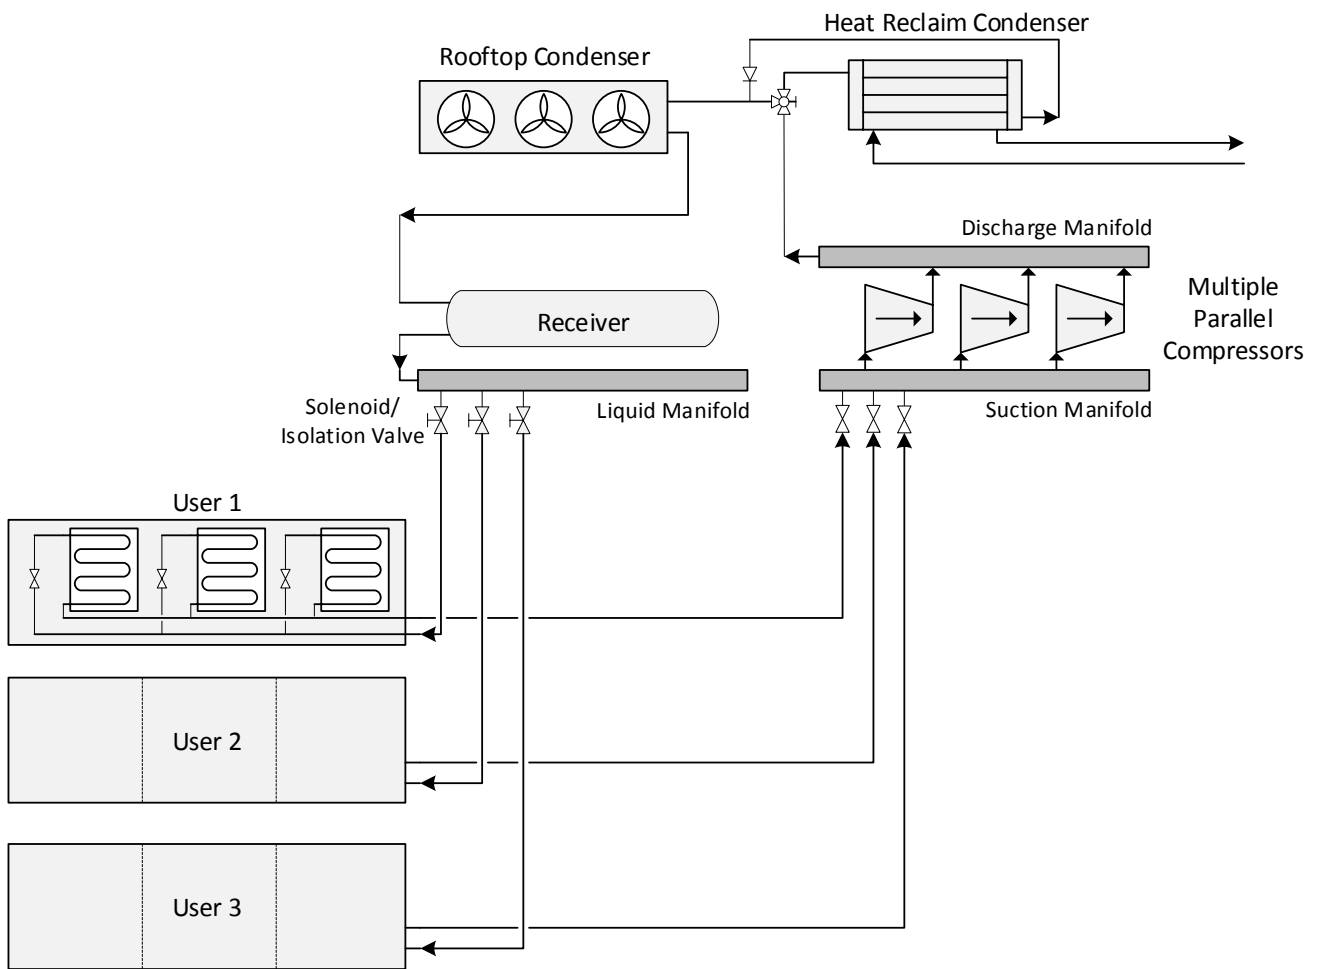 Heat Reclaim Condenser
Rooftop Condenser
Discharge Manifold
Multiple
Parallel
Compressors
Receiver
Solenoid/
Isolation Valve
Liquid Manifold
Suction Manifold
User 1
User 2
User 3